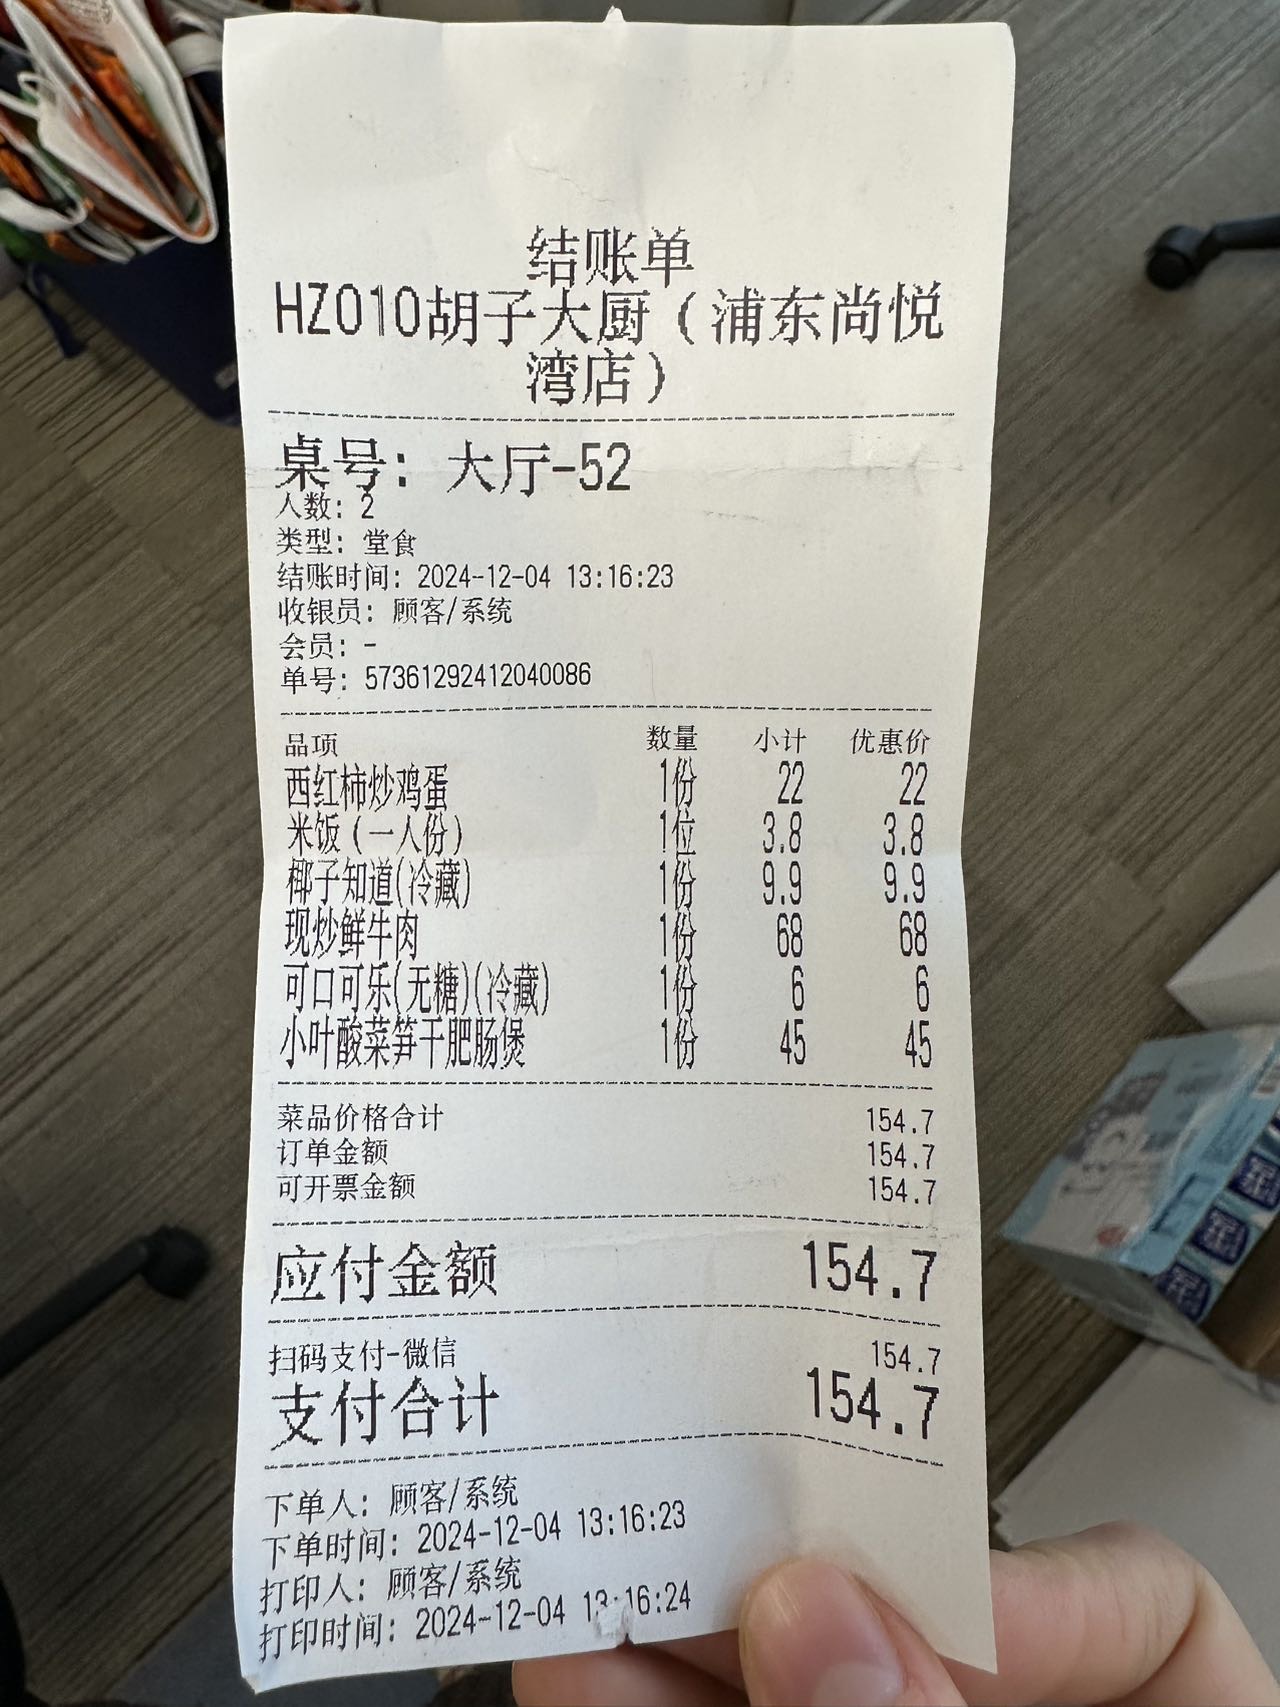 结账单
HZ010胡子大厨（浦东尚悦
湾店）
桌号：大厅-52
人数：2
类型：堂食
结账时间：2024-12-04 13:16:23
收银员：顾客/系统
会员：-
单号：57361292412040086
品项 数量 小计 优惠价
西红柿炒鸡蛋 1份 22 22
米饭（一人份） 1位 3.8 3.8
椰子知道(冷藏) 1份 9.9 9.9
现炒鲜牛肉 1份 68 68
可口可乐(无糖)(冷藏) 1份 6 6
小叶酸菜笋干肥肠煲 1份 45 45
菜品价格合计 154.7
订单金额 154.7
可开票金额 154.7
应付金额 154.7
扫码支付-微信 154.7
支付合计 154.7
下单人：顾客/系统
下单时间：2024-12-04 13:16:23
打印人：顾客/系统
打印时间：2024-12-04 13:16:24